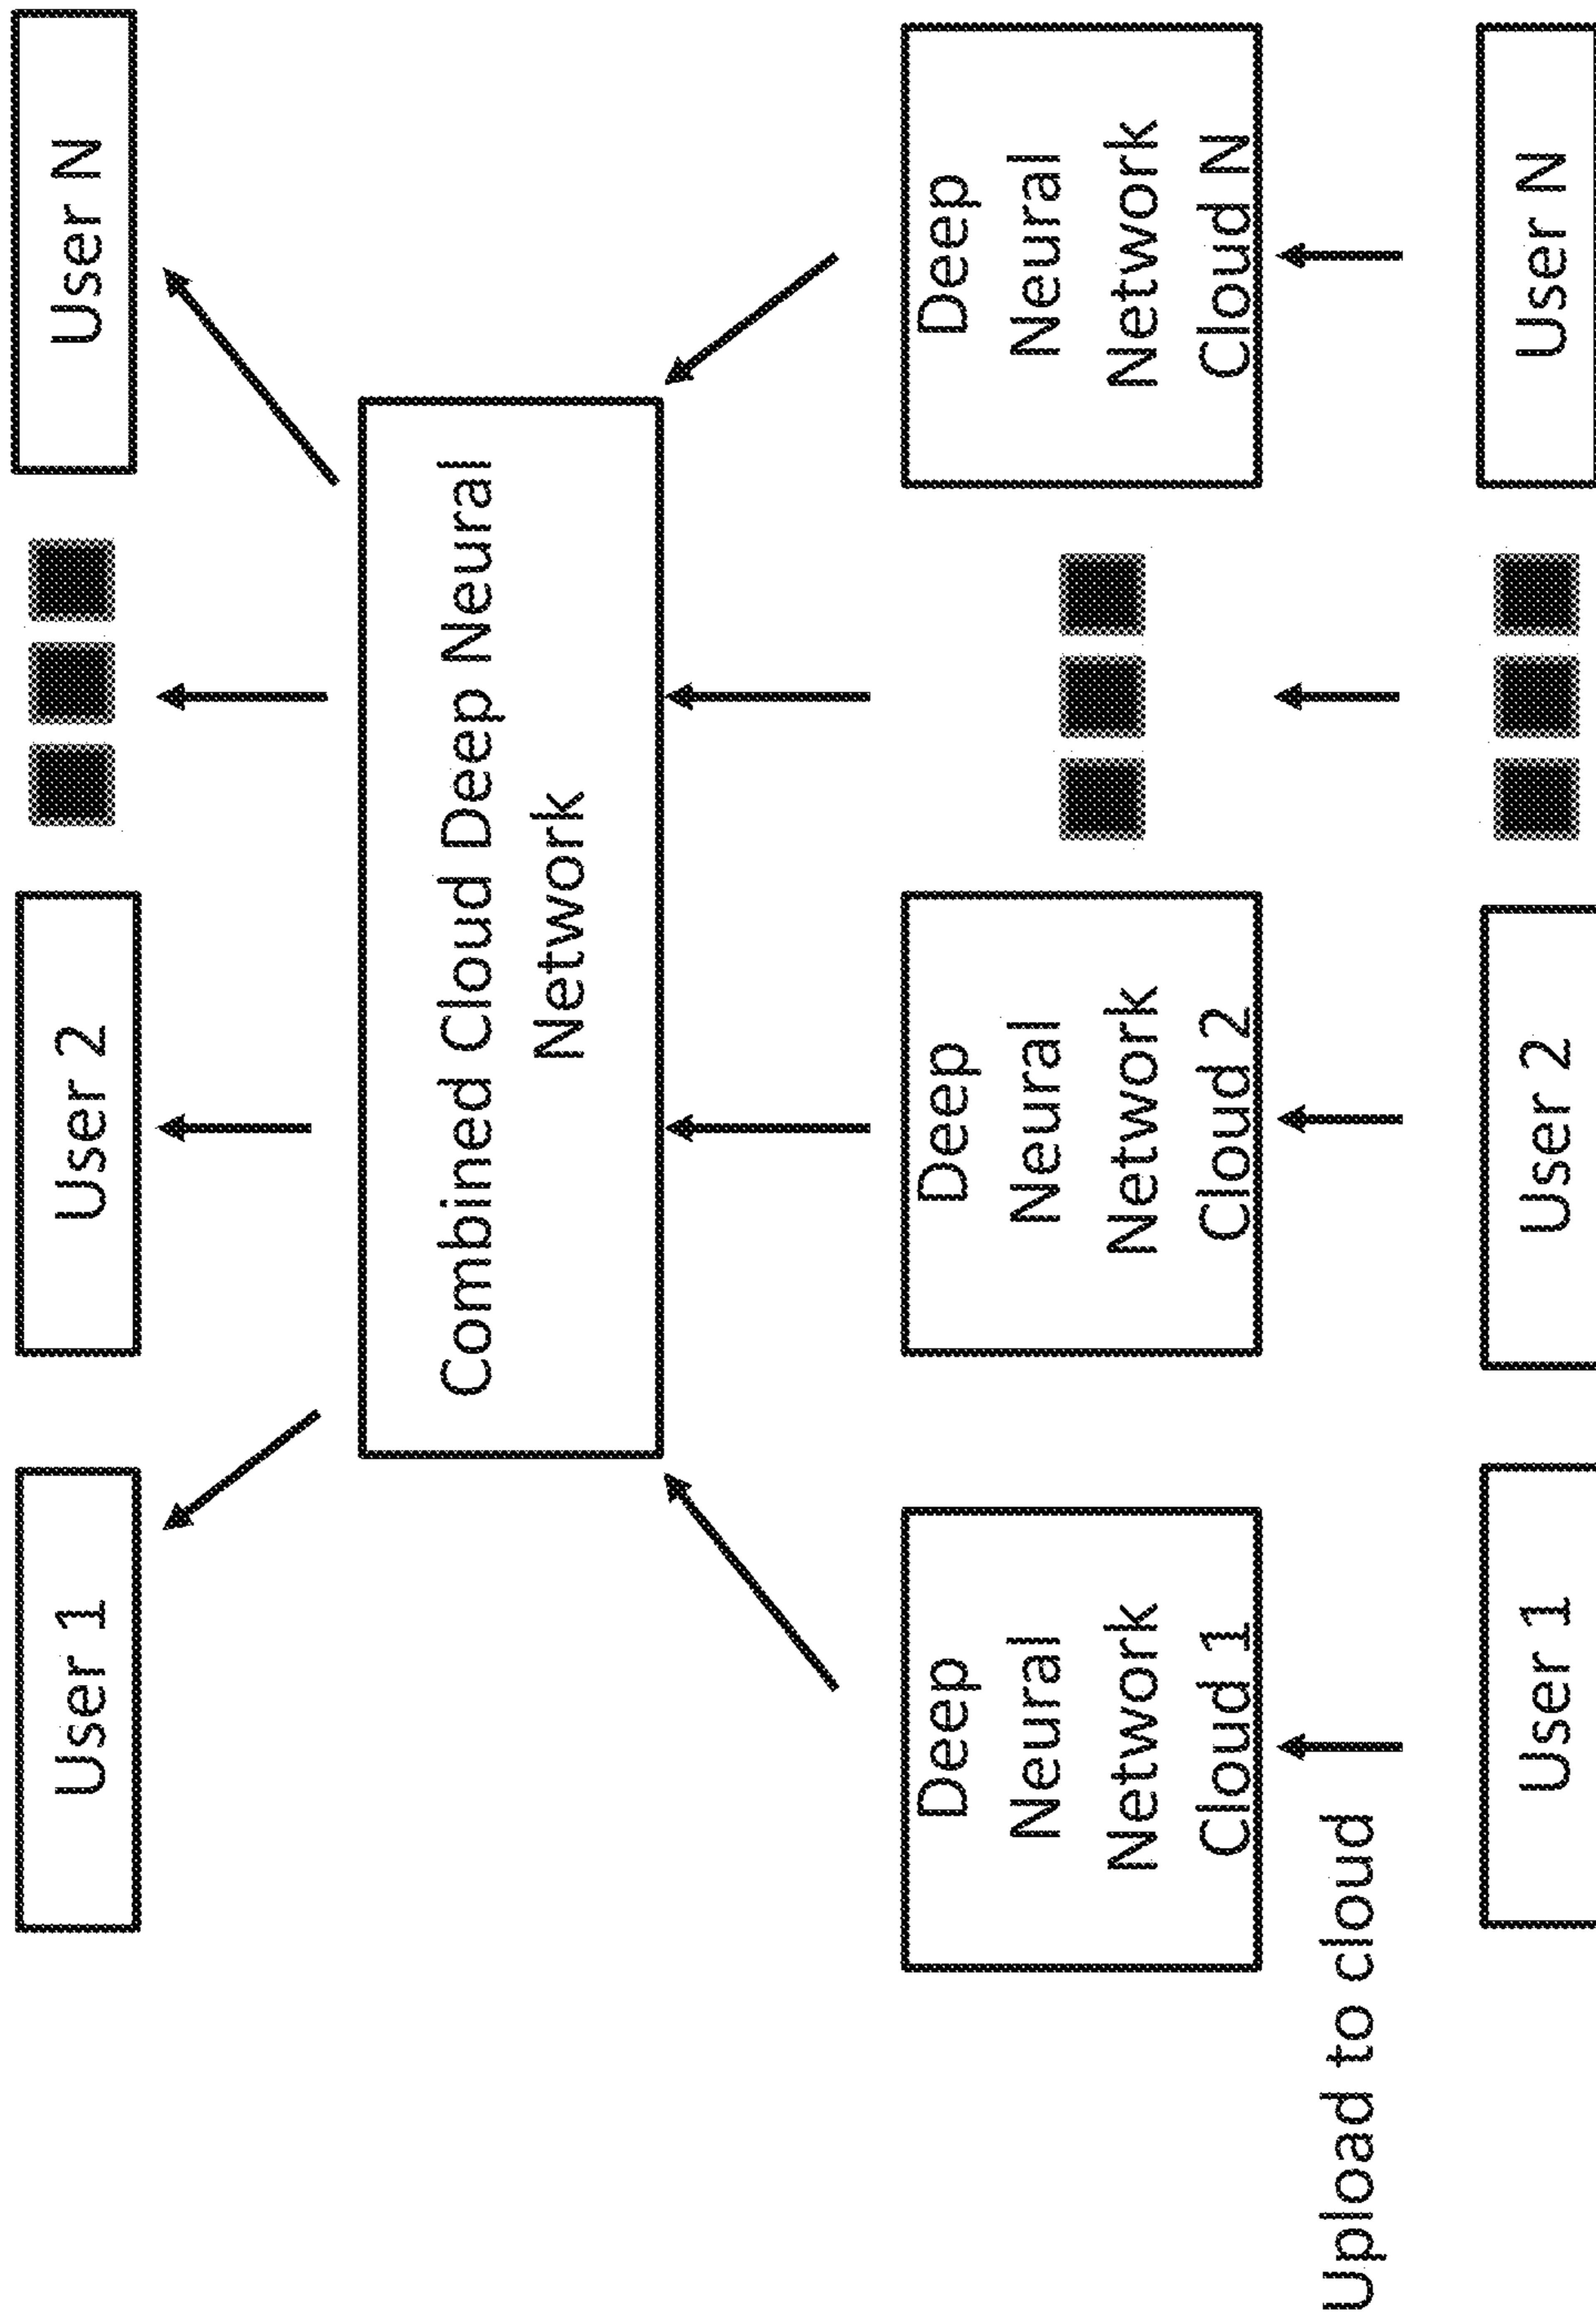 User 1
User 2
User N
Combined Cloud Deep Neural
Network
Deep
Neural
Network
Cloud 1
Deep
Neural
Network
Cloud 2
Deep
Neural
Network
Cloud N
Upload to cloud
User 1
User 2
User N